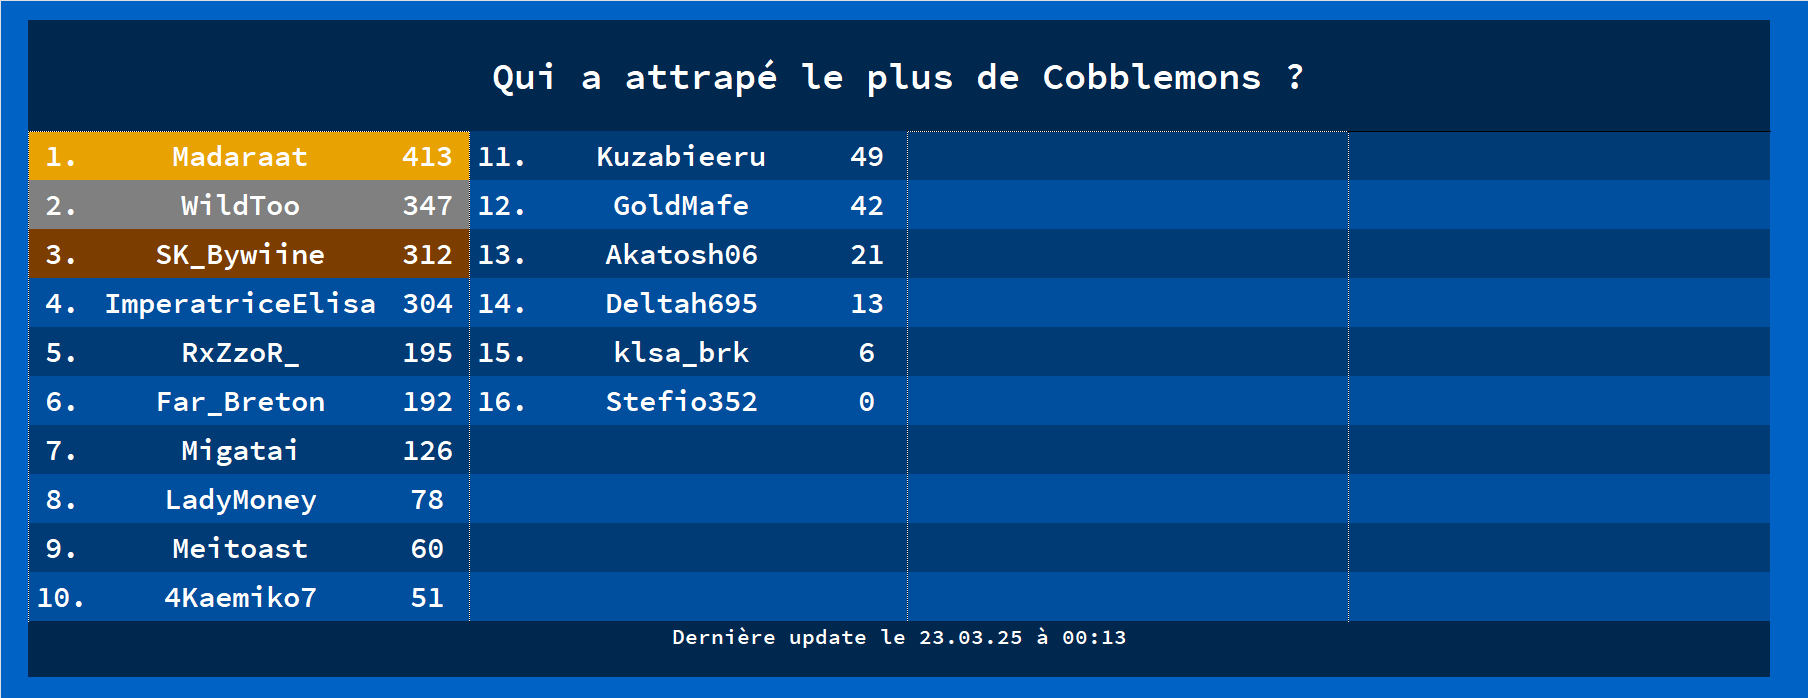 Qui a attrapé le plus de Cobblemons ?
1. Madaraat 413
2. WildToo 347
3. SK_Bywiine 312
4. ImperatriceElisa 304
5. RxZzoR_ 195
6. Far_Breton 192
7. Migatai 126
8. LadyMoney 78
9. Meitoast 60
10. 4Kaemiko7 51
11. Kuzabieeru 49
12. GoldMafe 42
13. Akatosh06 21
14. Deltah695 13
15. klsa_brk 6
16. Stefio352 0
Dernière update le 23.03.25 à 00:13